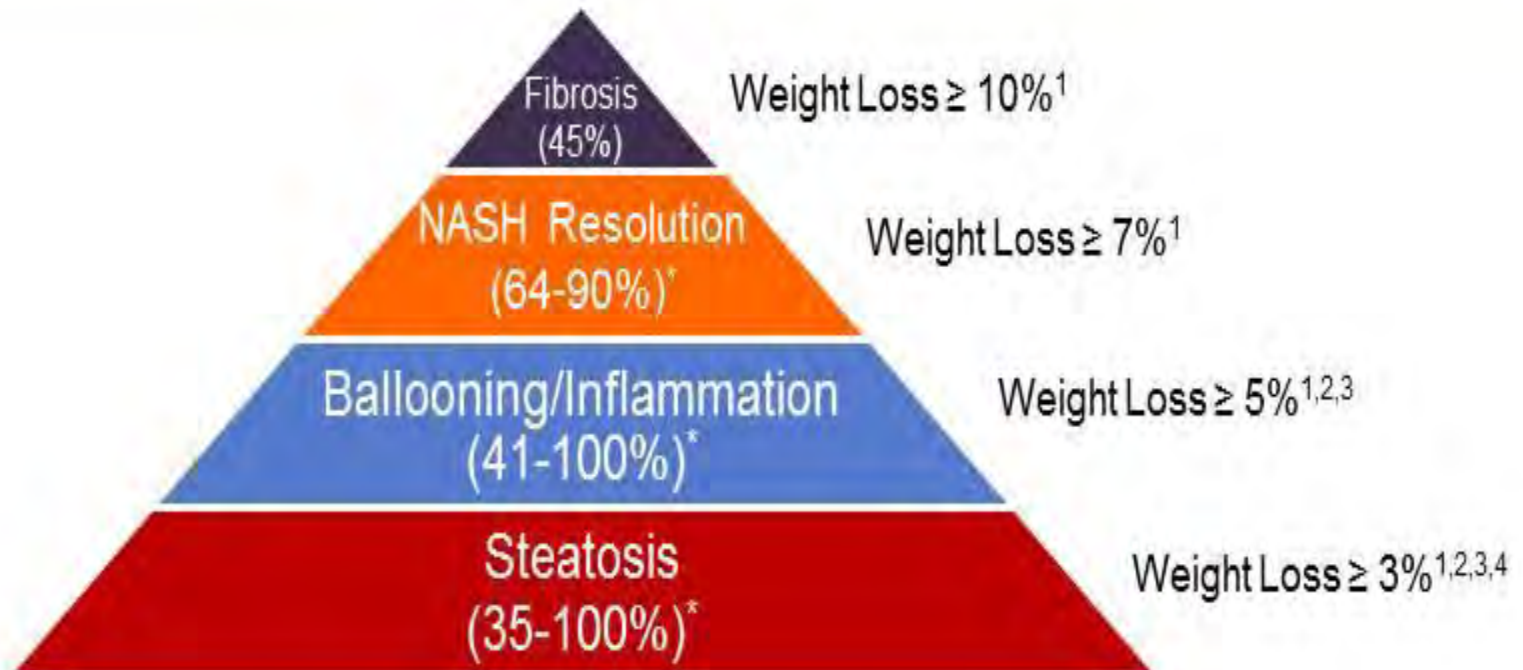 Fibrosis
(45%)
Weight Loss ≥ 10%¹
NASH Resolution
(64-90%)*
Weight Loss ≥ 7%¹
Ballooning/Inflammation
(41-100%)*
Weight Loss ≥ 5%¹,²,³
Steatosis
(35-100%)*
Weight Loss ≥ 3%¹,²,³,⁴